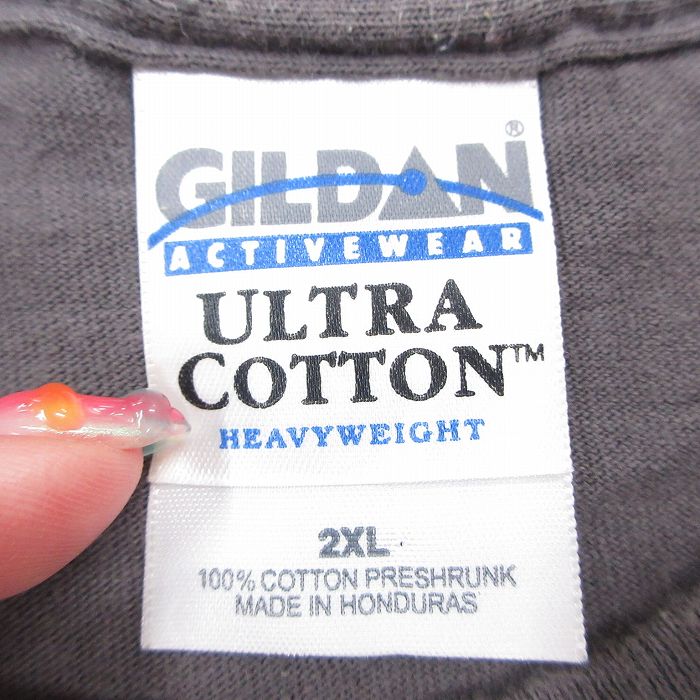 GILDAN®
ACTIVEWEAR
ULTRA
COTTON™
HEAVYWEIGHT
2XL
100% COTTON PRESHRUNK
MADE IN HONDURAS